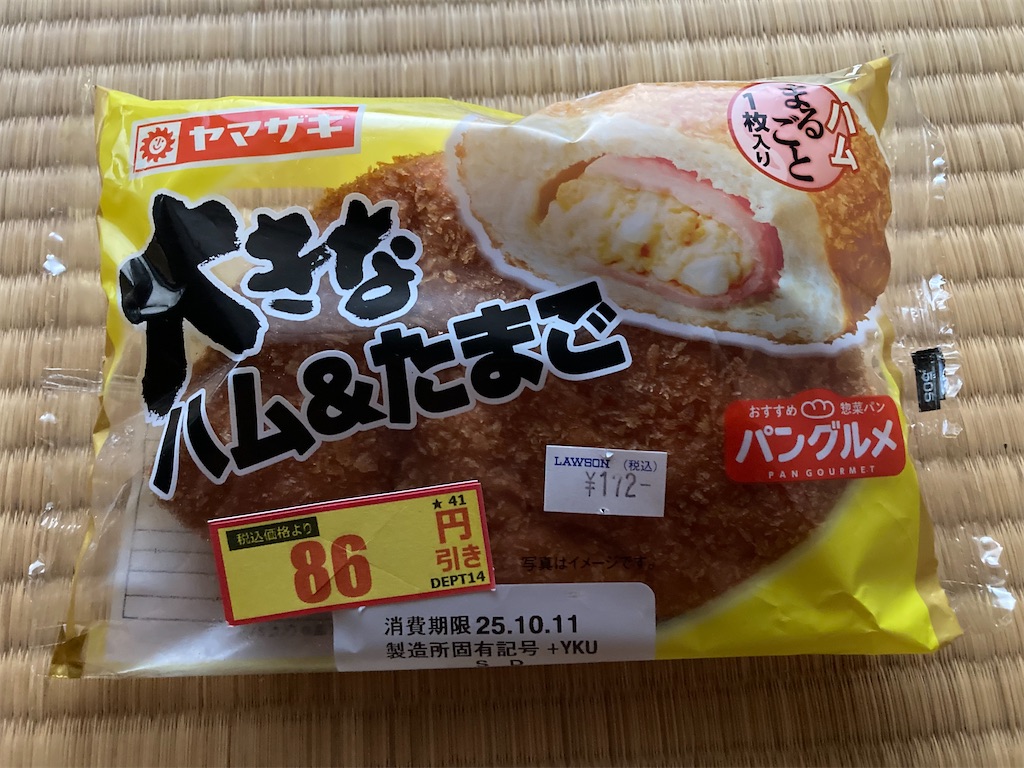 ヤマザキ
ハム
まるごと
1枚入り
大きな
ハム&たまご
おすすめ 惣菜パン
パングルメ
PAN GOURMET
LAWSON (税込)
¥172-
税込価格より
86
★41
円
引き
DEPT14
写真はイメージです。
消費期限 25.10.11
製造所固有記号 +YKU
S D